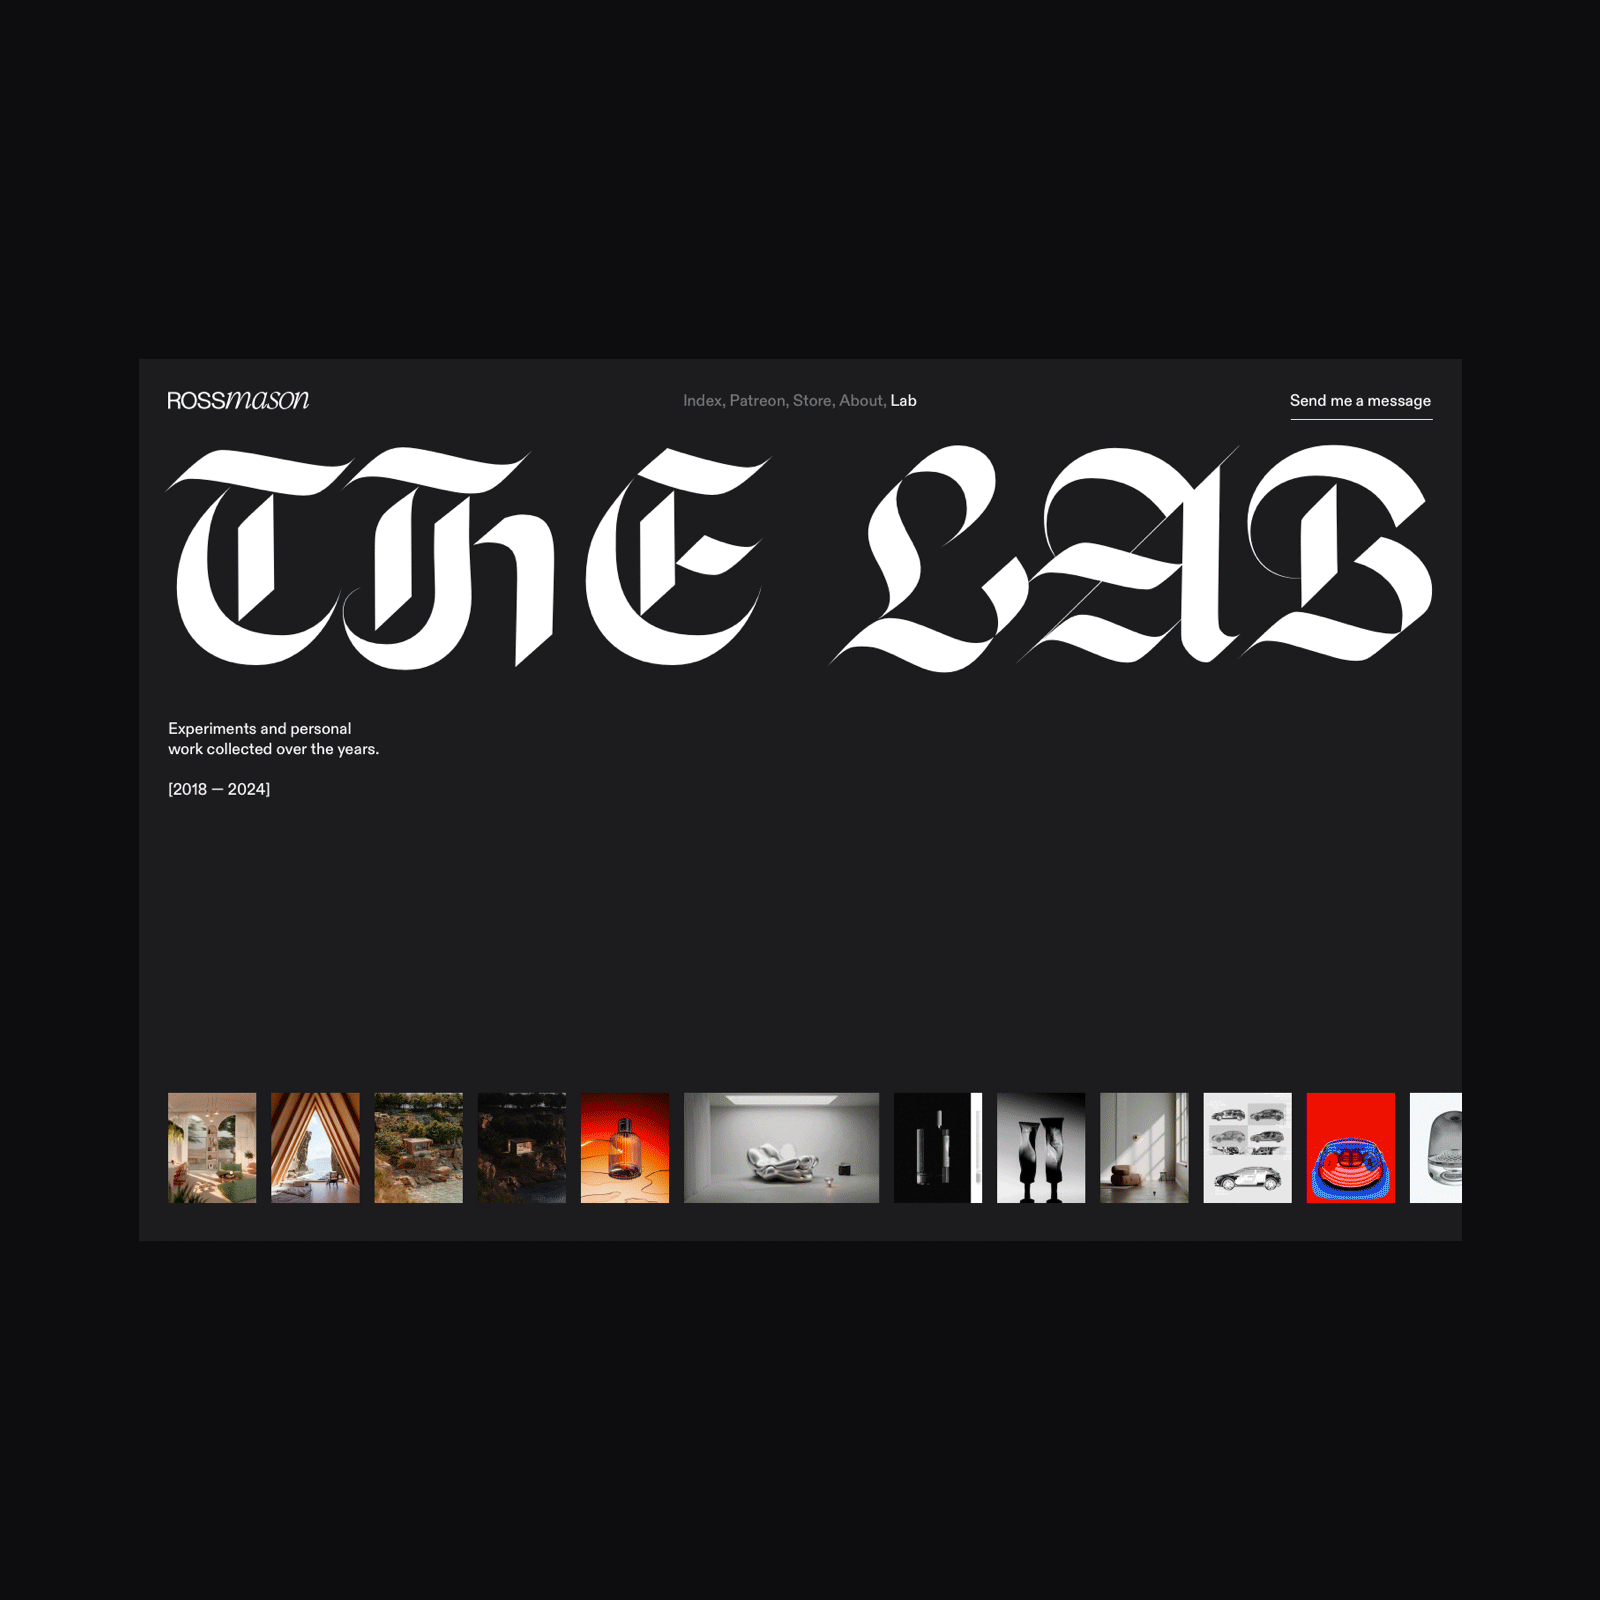 ROSSmason
Index, Patreon, Store, About, Lab
Send me a message
ThE LAB
Experiments and personal
work collected over the years.
[2018 — 2024]